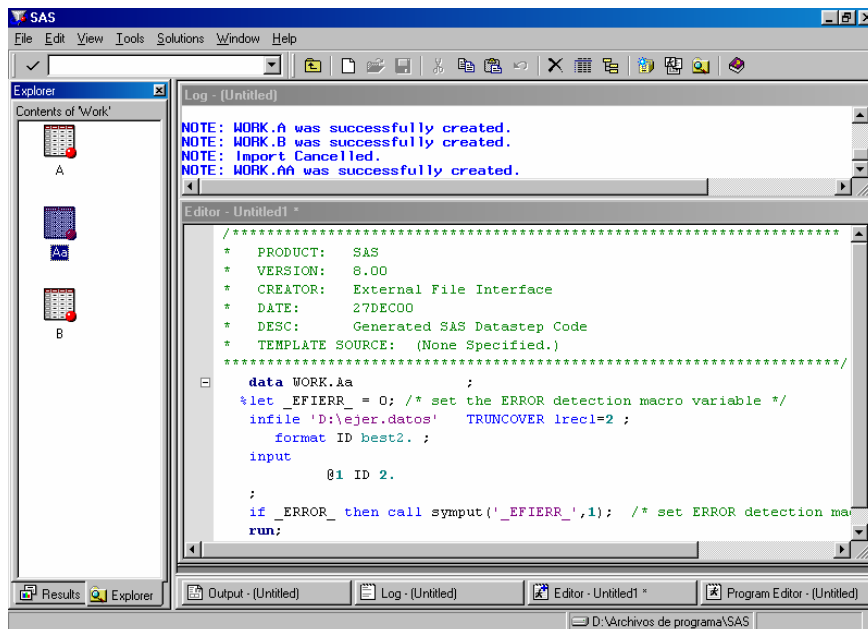 SAS
File Edit View Tools Solutions Window Help
Explorer
Contents of 'Work'
A
Aa
B
Results Explorer
Log - (Untitled)
NOTE: WORK.A was successfully created.
NOTE: WORK.B was successfully created.
NOTE: Import Cancelled.
NOTE: WORK.AA was successfully created.
Editor - Untitled1 *
/**********************************************************************
* PRODUCT: SAS
* VERSION: 8.00
* CREATOR: External File Interface
* DATE: 27DEC00
* DESC: Generated SAS Datastep Code
* TEMPLATE SOURCE: (None Specified.)
***********************************************************************/
data WORK.Aa ;
%let _EFIERR_ = 0; /* set the ERROR detection macro variable */
infile 'D:\ejer.datos' TRUNCOVER lrecl=2 ;
format ID best2. ;
input
@1 ID 2.
;
if _ERROR_ then call symput('_EFIERR_',1); /* set ERROR detection ma
run;
Output - (Untitled) Log - (Untitled) Editor - Untitled1 * Program Editor - (Untitled)
D:\Archivos de programa\SAS